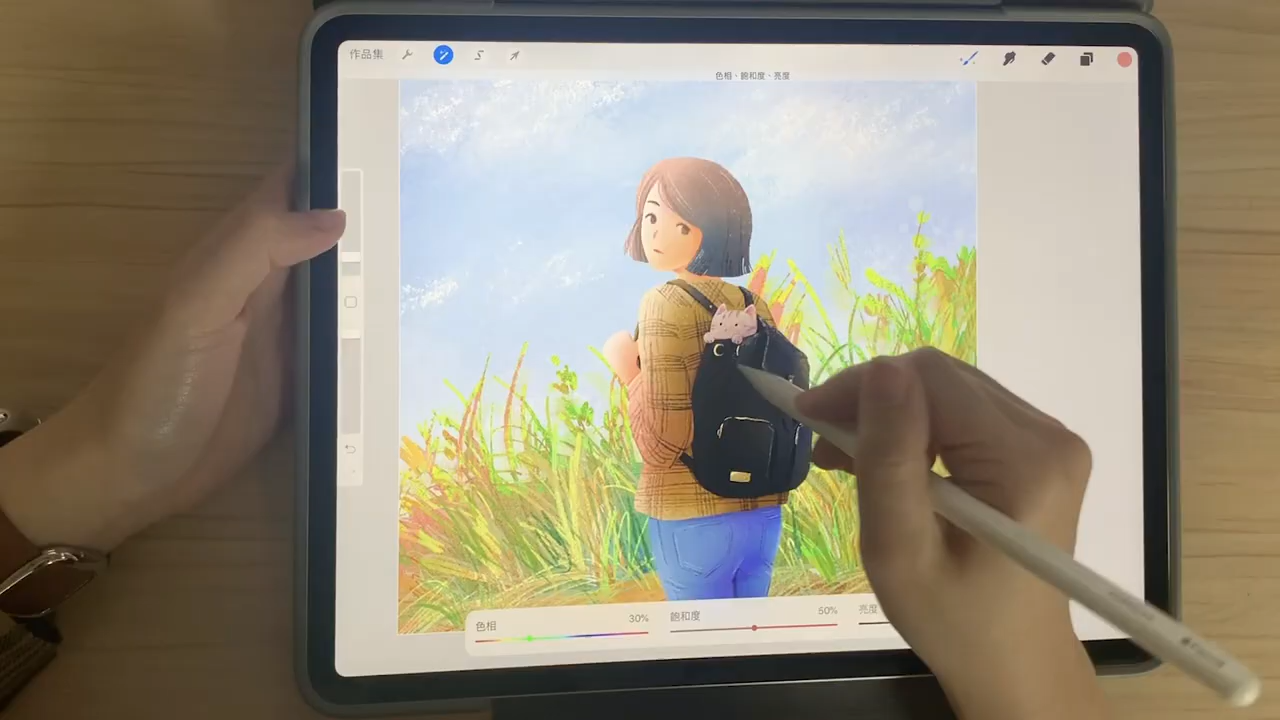 作品集
色相、飽和度、亮度
色相 30%
飽和度 50%
亮度